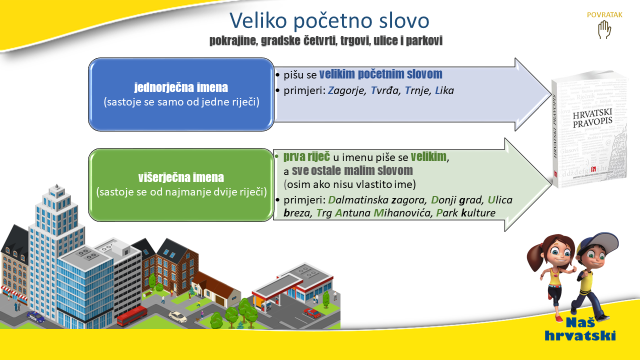 Veliko početno slovo
pokrajine, gradske četvrti, trgovi, ulice i parkovi
POVRATAK
jednorječna imena
(sastoje se samo od jedne riječi)
• pišu se velikim početnim slovom
• primjeri: Zagorje, Tvrđa, Trnje, Lika
HRVATSKI
PRAVOPIS
višerječna imena
(sastoje se od najmanje dvije riječi)
• prva riječ u imenu piše se velikim,
a sve ostale malim slovom
(osim ako nisu vlastito ime)
• primjeri: Dalmatinska zagora, Donji grad, Ulica
breza, Trg Antuna Mihanovića, Park kulture
Naš
hrvatski